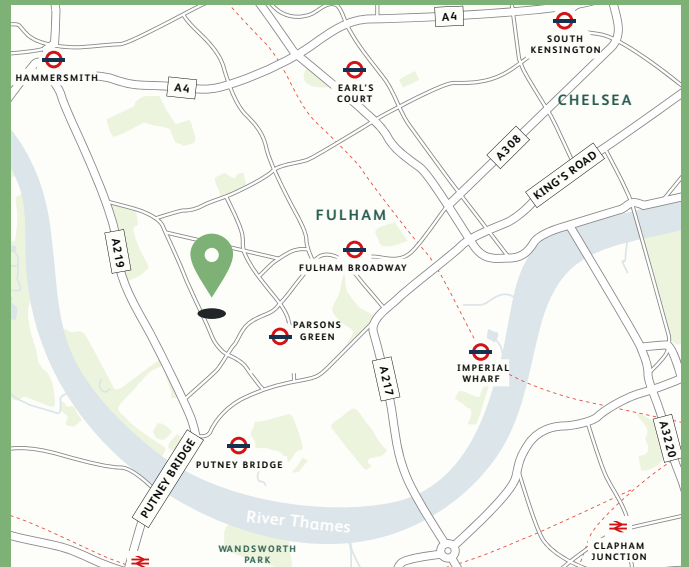 A4
SOUTH
KENSINGTON
HAMMERSMITH
A4
EARL'S
COURT
CHELSEA
A308
KING'S ROAD
FULHAM
A219
FULHAM BROADWAY
PARSONS
GREEN
IMPERIAL
WHARF
A217
A3220
PUTNEY BRIDGE
PUTNEY BRIDGE
River Thames
WANDSWORTH
PARK
CLAPHAM
JUNCTION